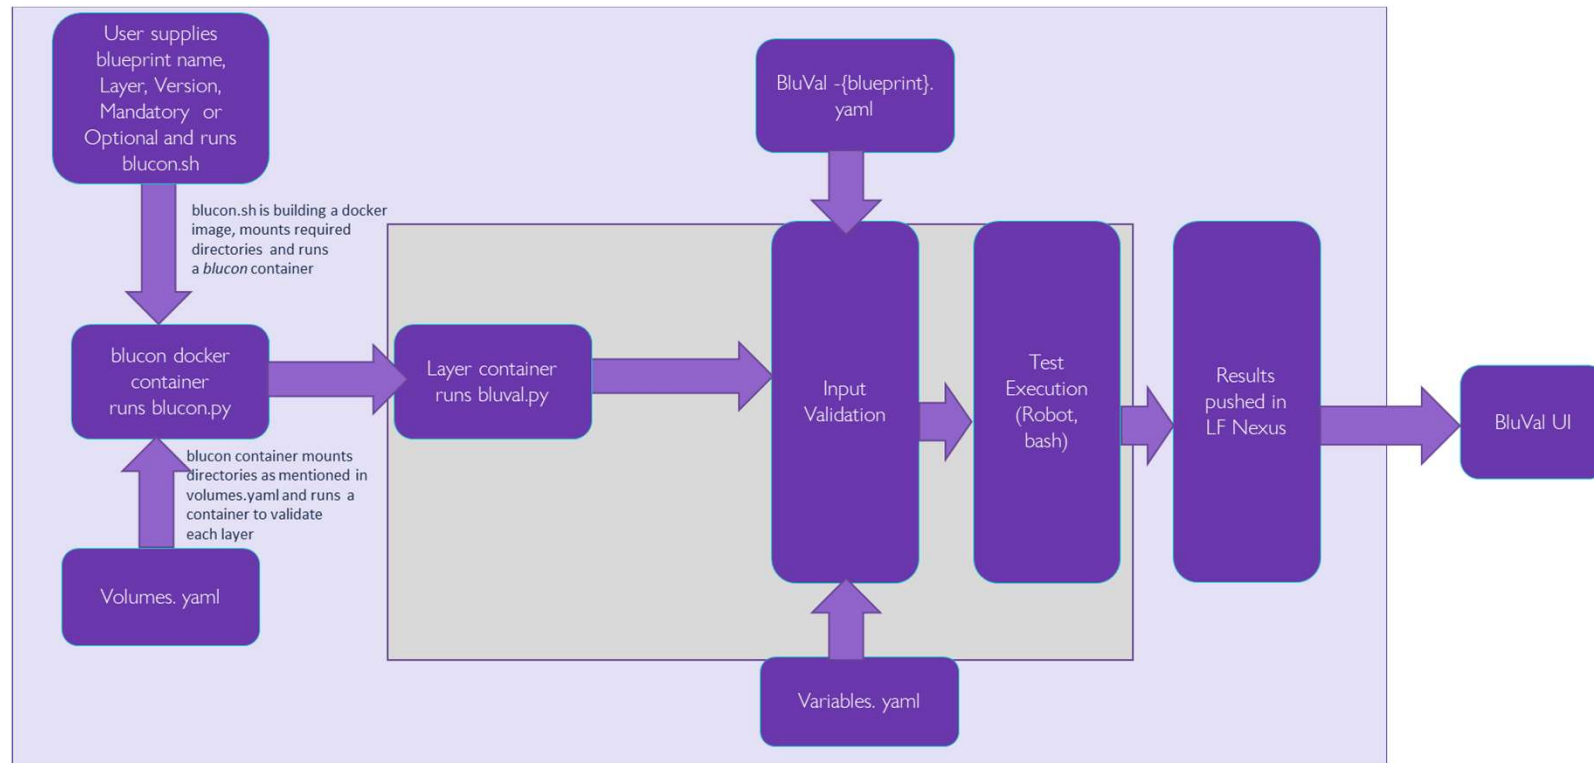 User supplies
blueprint name,
Layer, Version,
Mandatory or
Optional and runs
blucon.sh
BluVal -{blueprint}.
yaml
blucon.sh is building a docker
image, mounts required
directories and runs
a blucon container
blucon docker
container
runs blucon.py
Layer container
runs bluval.py
Input
Validation
Test
Execution
(Robot,
bash)
Results
pushed in
LF Nexus
BluVal UI
blucon container mounts
directories as mentioned in
volumes.yaml and runs a
container to validate
each layer
Volumes. yaml
Variables. yaml